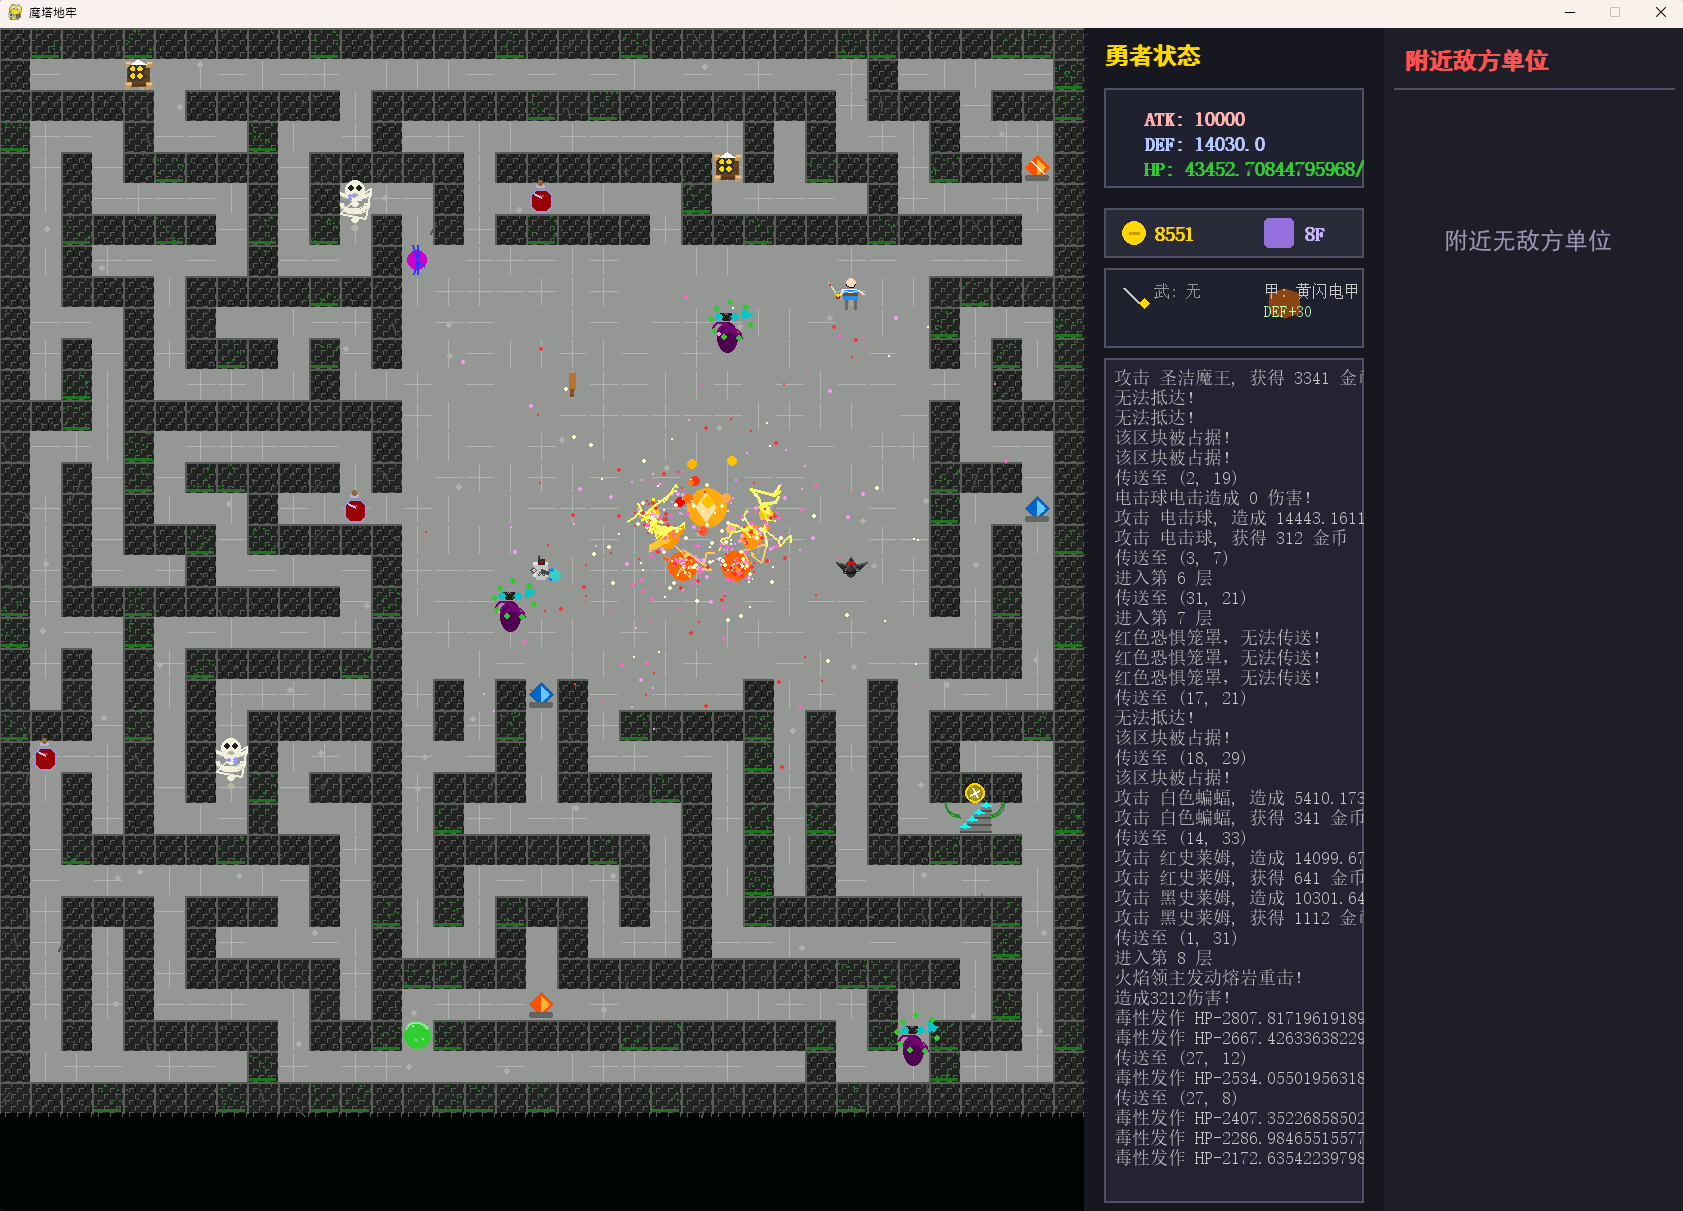 魔塔地牢
勇者状态
ATK: 10000
DEF: 14030.0
HP: 43452.70844795968/
8551
8F
武: 无
甲: 黄闪电甲
DEF+30
攻击 圣洁魔王, 获得 3341 金币
无法抵达!
无法抵达!
该区块被占据!
该区块被占据!
传送至 (2, 19)
电击球电击造成 0 伤害!
攻击 电击球, 造成 14443.1611
攻击 电击球, 获得 312 金币
传送至 (3, 7)
进入第 6 层
传送至 (31, 21)
进入第 7 层
红色恐惧笼罩, 无法传送!
红色恐惧笼罩, 无法传送!
红色恐惧笼罩, 无法传送!
传送至 (17, 21)
无法抵达!
该区块被占据!
传送至 (18, 29)
该区块被占据!
攻击 白色蝙蝠, 造成 5410.173
攻击 白色蝙蝠, 获得 341 金币
传送至 (14, 33)
攻击 红史莱姆, 造成 14099.67
攻击 红史莱姆, 获得 641 金币
攻击 黑史莱姆, 造成 10301.64
攻击 黑史莱姆, 获得 1112 金币
传送至 (1, 31)
进入第 8 层
火焰领主发动熔岩重击!
造成3212伤害!
毒性发作 HP-2807.81719619189
毒性发作 HP-2667.42633638229
传送至 (27, 12)
毒性发作 HP-2534.05501956318
传送至 (27, 8)
毒性发作 HP-2407.35226858502
毒性发作 HP-2286.98465515577
毒性发作 HP-2172.63542239798
附近敌方单位
附近无敌方单位